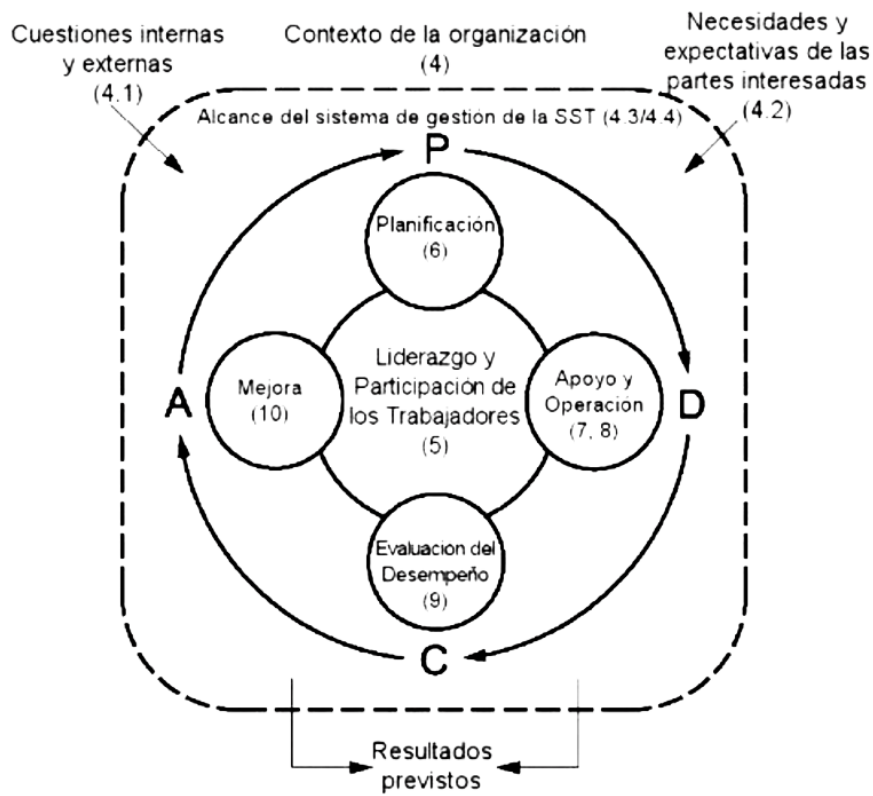 Cuestiones internas
y externas
(4.1)
Contexto de la organización
(4)
Necesidades y
expectativas de las
partes interesadas
(4.2)
Alcance del sistema de gestión de la SST (4.3/4.4)
P
Planificación
(6)
A
Mejora
(10)
Liderazgo y
Participación de
los Trabajadores
(5)
Apoyo y
Operación
(7, 8)
D
Evaluación del
Desempeño
(9)
C
Resultados
previstos